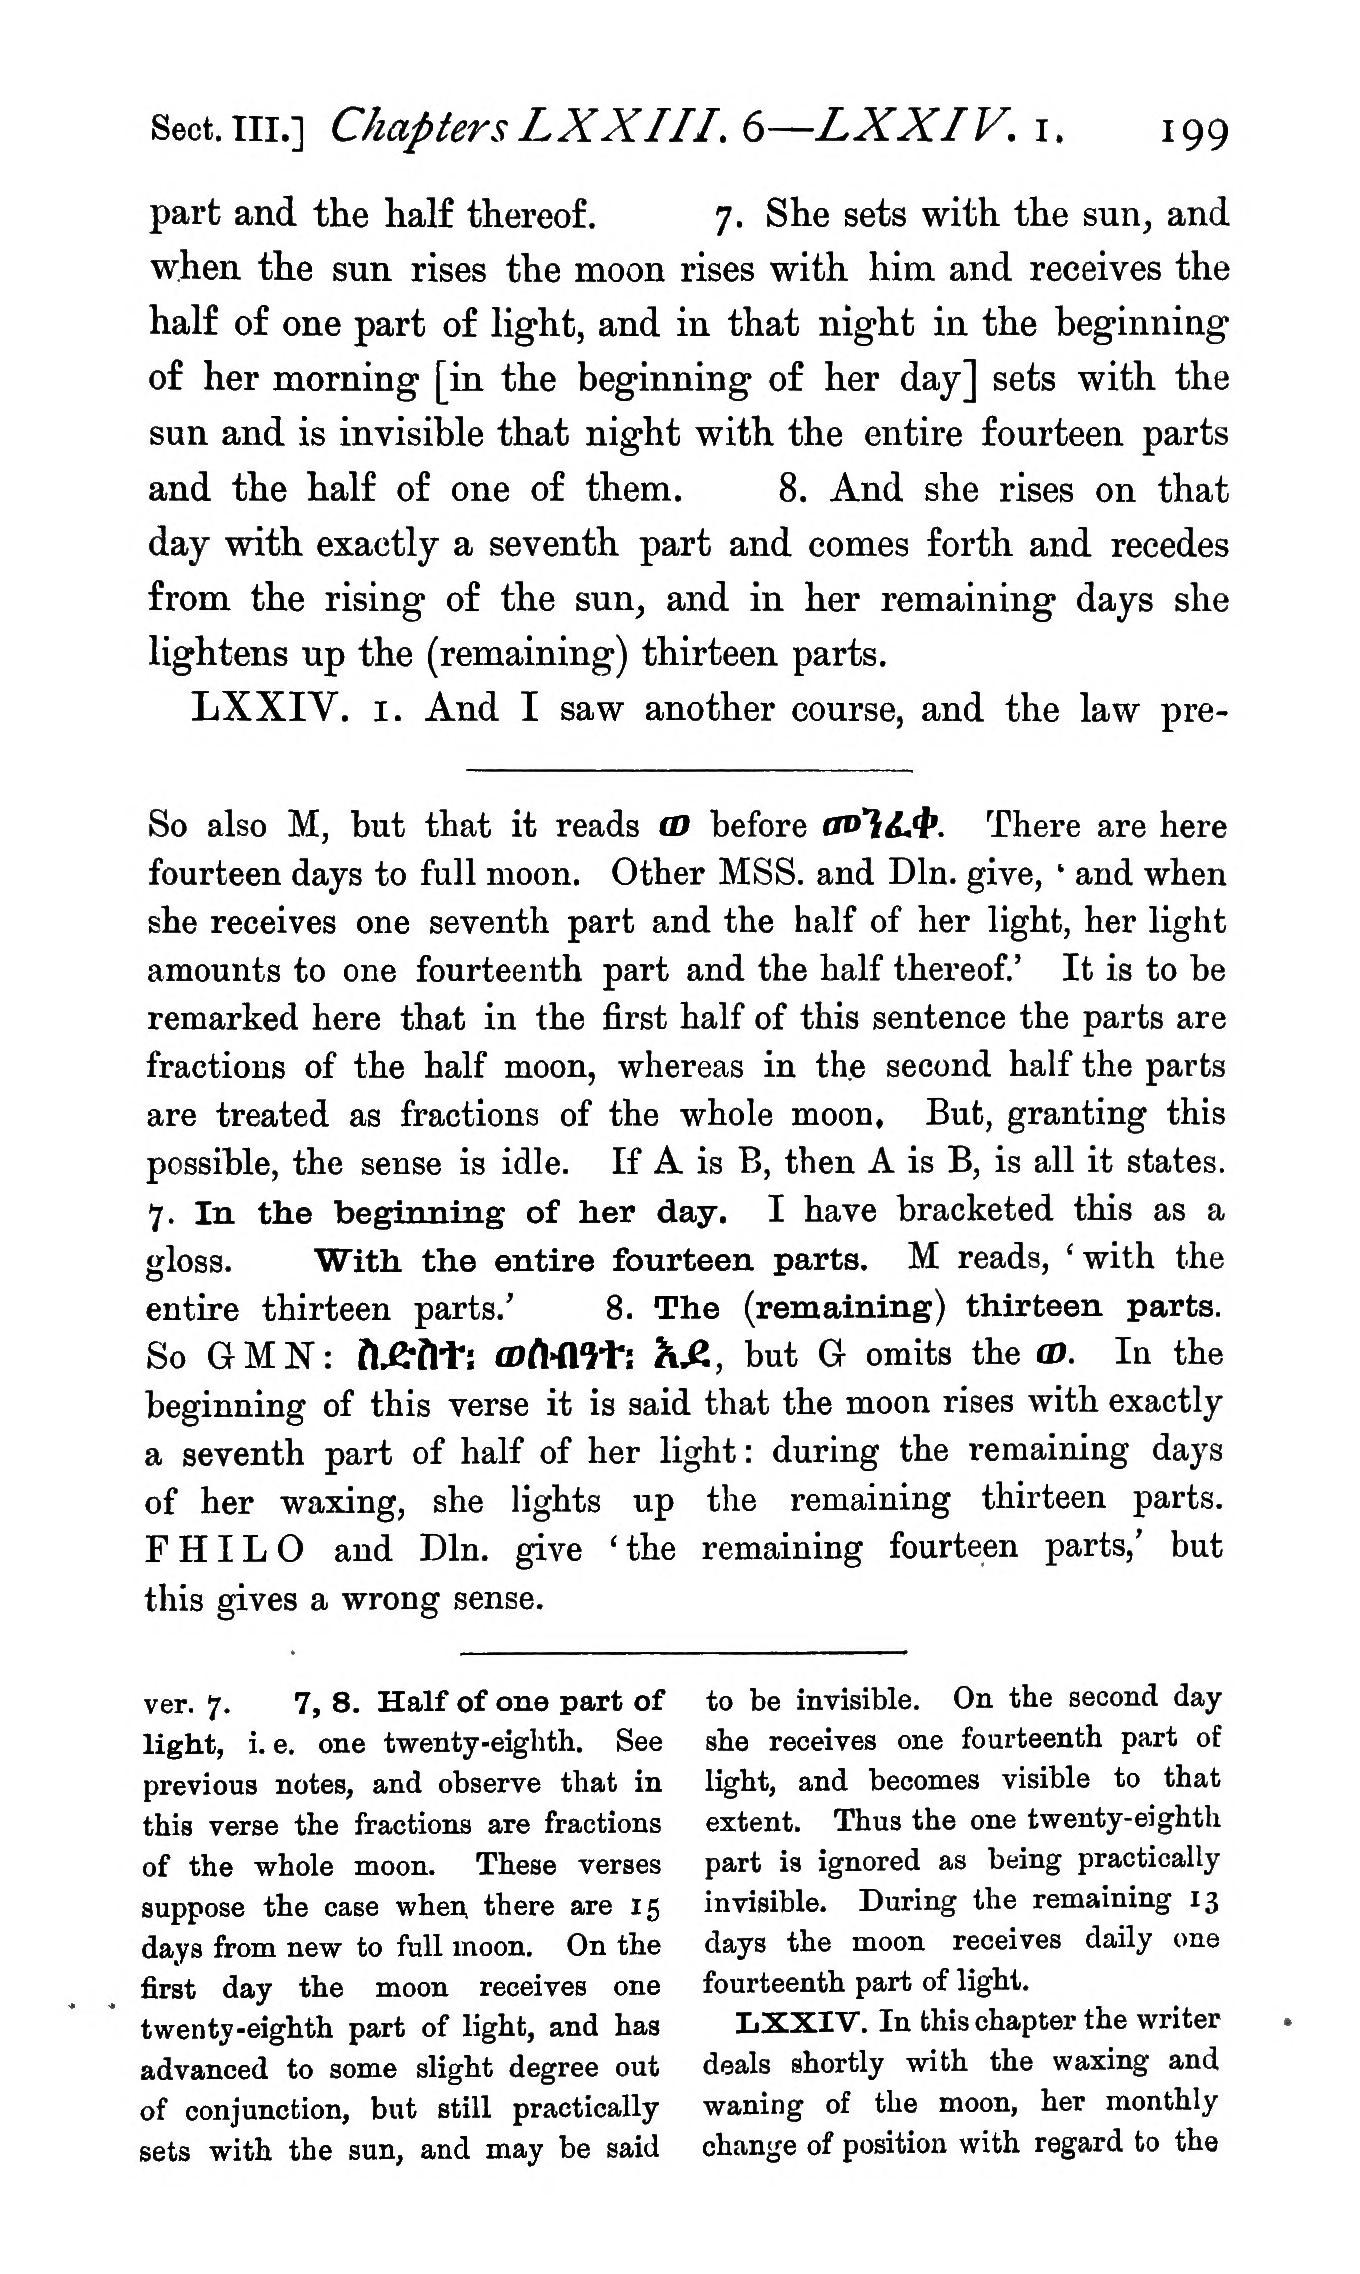 Sect. III.] Chapters LXXIII. 6—LXXIV. 1. 199
part and the half thereof. 7. She sets with the sun, and
when the sun rises the moon rises with him and receives the
half of one part of light, and in that night in the beginning
of her morning [in the beginning of her day] sets with the
sun and is invisible that night with the entire fourteen parts
and the half of one of them. 8. And she rises on that
day with exactly a seventh part and comes forth and recedes
from the rising of the sun, and in her remaining days she
lightens up the (remaining) thirteen parts.
LXXIV. 1. And I saw another course, and the law pre-
So also M, but that it reads ወ before መንፈቀ. There are here
fourteen days to full moon. Other MSS. and Dln. give, ‘and when
she receives one seventh part and the half of her light, her light
amounts to one fourteenth part and the half thereof.’ It is to be
remarked here that in the first half of this sentence the parts are
fractions of the half moon, whereas in the second half the parts
are treated as fractions of the whole moon. But, granting this
possible, the sense is idle. If A is B, then A is B, is all it states.
7. In the beginning of her day. I have bracketed this as a
gloss. With the entire fourteen parts. M reads, ‘with the
entire thirteen parts.’ 8. The (remaining) thirteen parts.
So G M N: ስድስተ፡ ወሰብዓተ፡ እደ, but G omits the ወ. In the
beginning of this verse it is said that the moon rises with exactly
a seventh part of half of her light: during the remaining days
of her waxing, she lights up the remaining thirteen parts.
F H I L O and Dln. give ‘the remaining fourteen parts,’ but
this gives a wrong sense.
ver. 7. 7, 8. Half of one part of
light, i. e. one twenty-eighth. See
previous notes, and observe that in
this verse the fractions are fractions
of the whole moon. These verses
suppose the case when there are 15
days from new to full moon. On the
first day the moon receives one
twenty-eighth part of light, and has
advanced to some slight degree out
of conjunction, but still practically
sets with the sun, and may be said
to be invisible. On the second day
she receives one fourteenth part of
light, and becomes visible to that
extent. Thus the one twenty-eighth
part is ignored as being practically
invisible. During the remaining 13
days the moon receives daily one
fourteenth part of light.
LXXIV. In this chapter the writer
deals shortly with the waxing and
waning of the moon, her monthly
change of position with regard to the